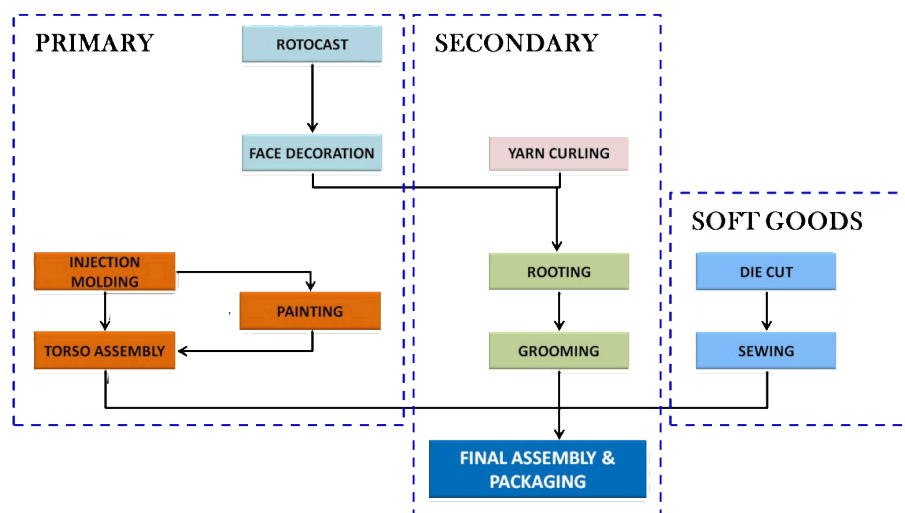 PRIMARY
SECONDARY
ROTOCAST
FACE DECORATION
YARN CURLING
SOFT GOODS
INJECTION
MOLDING
ROOTING
DIE CUT
PAINTING
TORSO ASSEMBLY
GROOMING
SEWING
FINAL ASSEMBLY &
PACKAGING